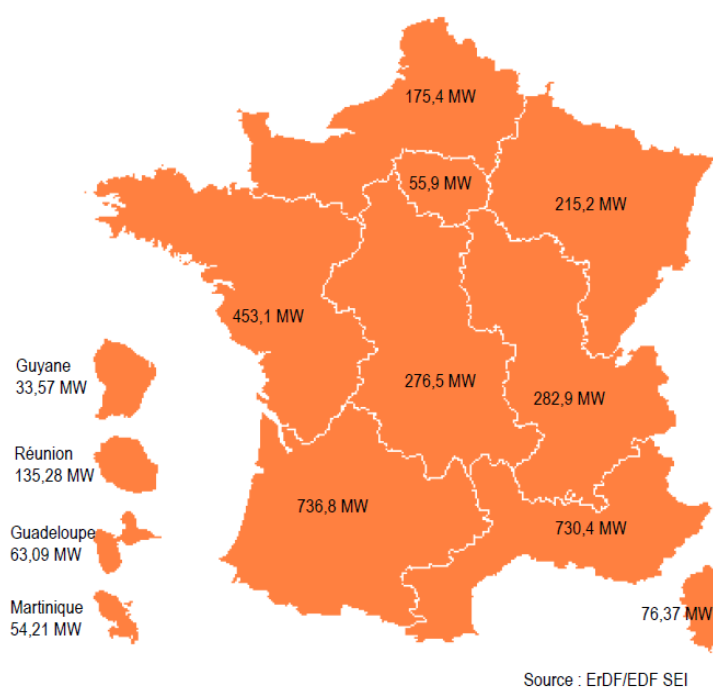 175,4 MW
55,9 MW
215,2 MW
453,1 MW
276,5 MW
282,9 MW
Guyane
33,57 MW
Réunion
135,28 MW
736,8 MW
730,4 MW
Guadeloupe
63,09 MW
Martinique
54,21 MW
76,37 MW
Source : ErDF/EDF SEI